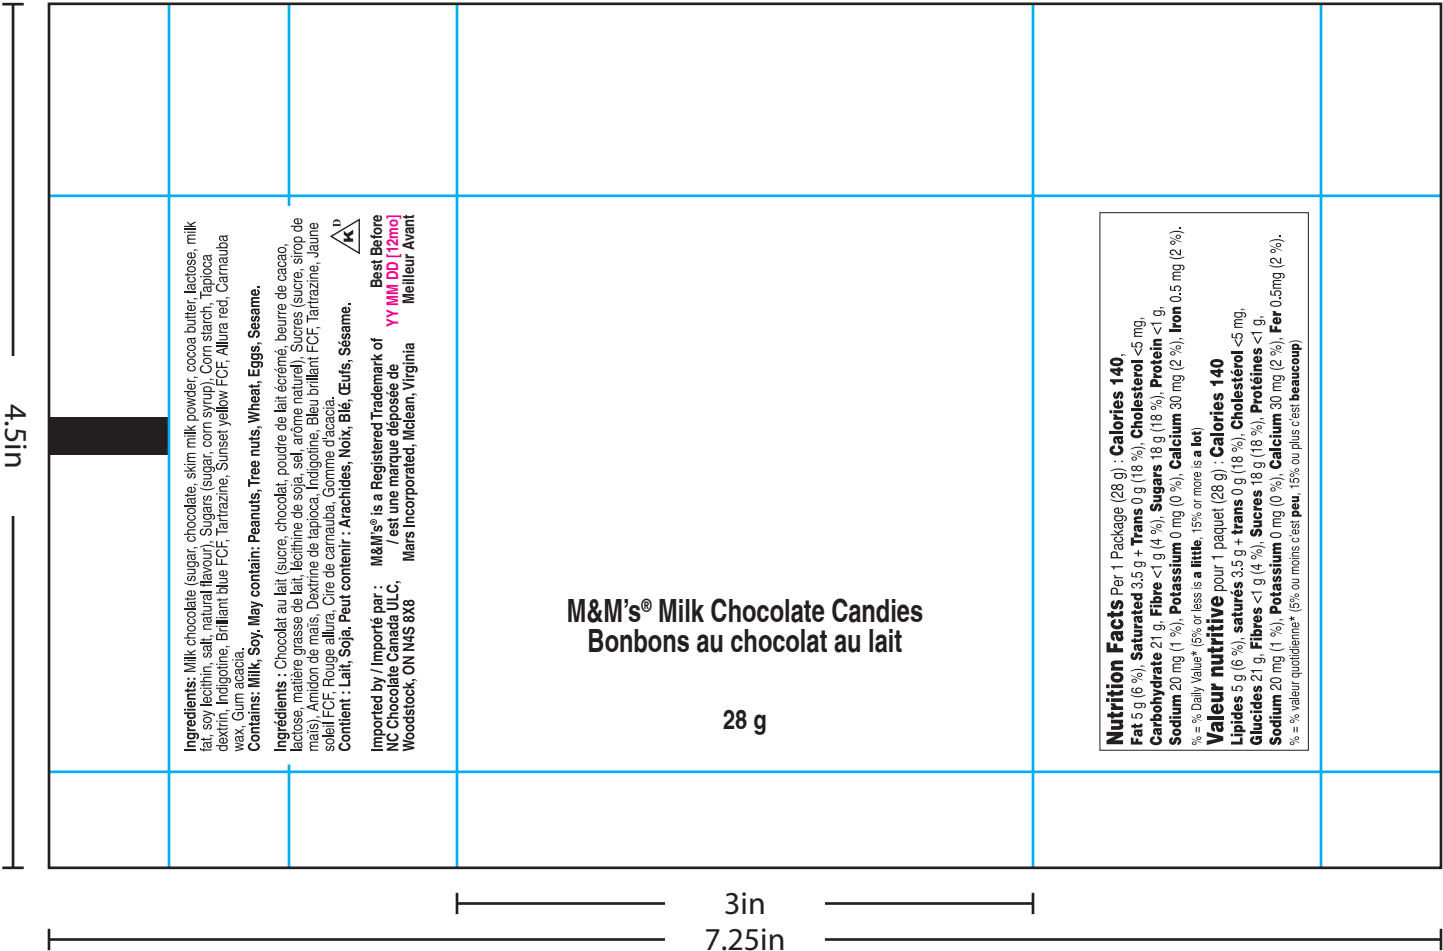 4.5in
Ingredients: Milk chocolate (sugar, chocolate, skim milk powder, cocoa butter, lactose, milk
fat, soy lecithin, salt, natural flavour), Sugars (sugar, corn syrup), Corn starch, Tapioca
dextrin, Indigotine, Brilliant blue FCF, Tartrazine, Sunset yellow FCF, Allura red, Carnauba
wax, Gum acacia.
Contains: Milk, Soy. May contain: Peanuts, Tree nuts, Wheat, Eggs, Sesame.
Ingrédients : Chocolat au lait (sucre, chocolat, poudre de lait écrémé, beurre de cacao,
lactose, matière grasse de lait, lécithine de soja, sel, arôme naturel), Sucres (sucre, sirop de
maïs), Amidon de maïs, Dextrine de tapioca, Indigotine, Bleu brillant FCF, Tartrazine, Jaune
soleil FCF, Rouge allura, Cire de carnauba, Gomme d'acacia.
Contient : Lait, Soja. Peut contenir : Arachides, Noix, Blé, Œufs, Sésame.
K D
Imported by / Importé par :
NC Chocolate Canada ULC,
Woodstock, ON N4S 8X8
M&M's® is a Registered Trademark of
/ est une marque déposée de
Mars Incorporated, Mclean, Virginia
Best Before
YY MM DD [12mo]
Meilleur Avant
M&M's® Milk Chocolate Candies
Bonbons au chocolat au lait
28 g
Nutrition Facts Per 1 Package (28 g) : Calories 140,
Fat 5 g (6 %), Saturated 3.5 g + Trans 0 g (18 %), Cholesterol <5 mg,
Carbohydrate 21 g, Fibre <1 g (4 %), Sugars 18 g (18 %), Protein <1 g,
Sodium 20 mg (1 %), Potassium 0 mg (0 %), Calcium 30 mg (2 %), Iron 0.5 mg (2 %).
% = % Daily Value* (5% or less is a little, 15% or more is a lot)
Valeur nutritive pour 1 paquet (28 g) : Calories 140
Lipides 5 g (6 %), saturés 3.5 g + trans 0 g (18 %), Cholestérol <5 mg,
Glucides 21 g, Fibres <1 g (4 %), Sucres 18 g (18 %), Protéines <1 g,
Sodium 20 mg (1 %), Potassium 0 mg (0 %), Calcium 30 mg (2 %), Fer 0.5mg (2 %).
% = % valeur quotidienne* (5% ou moins c'est peu, 15% ou plus c'est beaucoup)
3in
7.25in